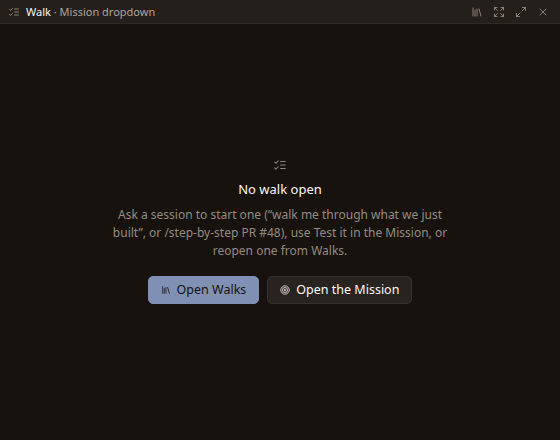 Walk · Mission dropdown
No walk open
Ask a session to start one (“walk me through what we just
built”, or /step-by-step PR #48), use Test it in the Mission, or
reopen one from Walks.
Open Walks
Open the Mission